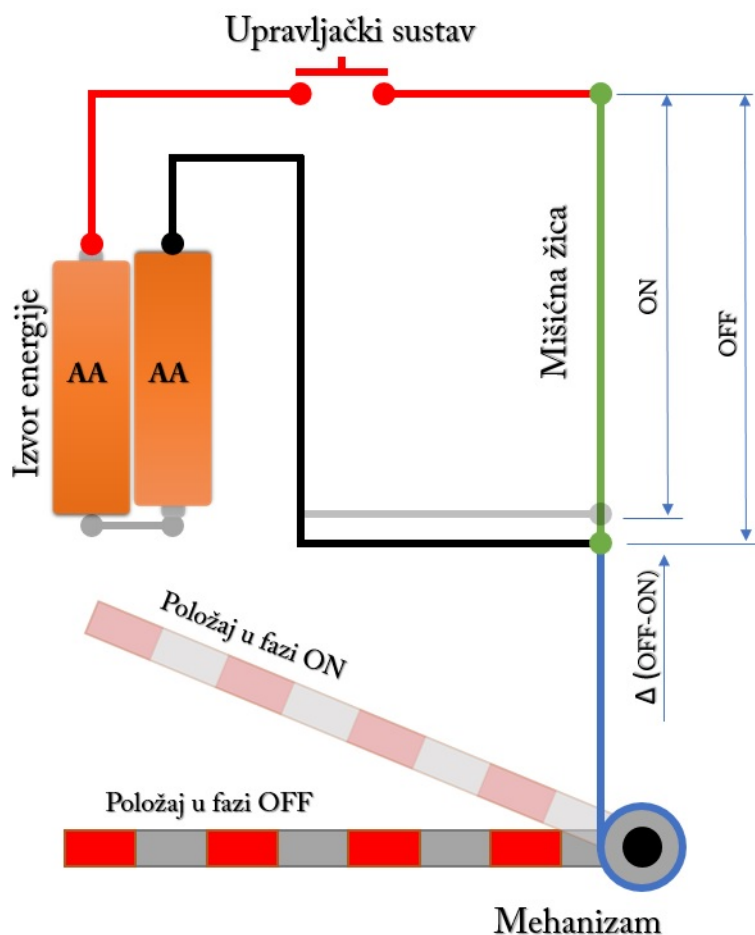 Upravljački sustav
Izvor energije
AA
AA
Mišićna žica
ON
OFF
Δ (OFF-ON)
Položaj u fazi ON
Položaj u fazi OFF
Mehanizam